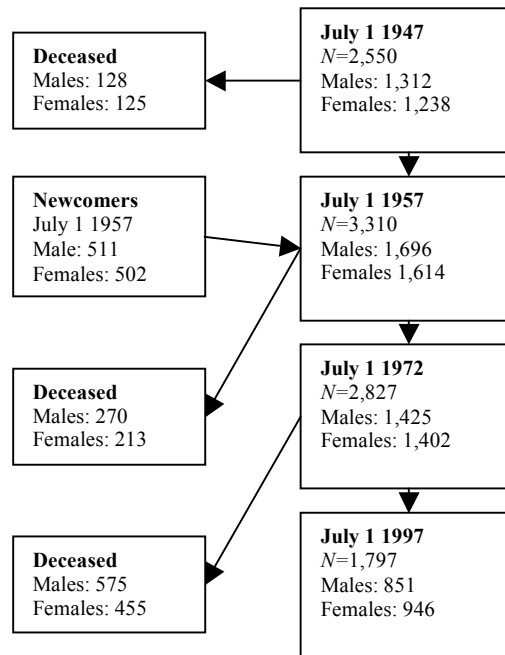 July 1 1947
N=2,550
Males: 1,312
Females: 1,238
Deceased
Males: 128
Females: 125
Newcomers
July 1 1957
Male: 511
Females: 502
July 1 1957
N=3,310
Males: 1,696
Females 1,614
Deceased
Males: 270
Females: 213
July 1 1972
N=2,827
Males: 1,425
Females: 1,402
Deceased
Males: 575
Females: 455
July 1 1997
N=1,797
Males: 851
Females: 946